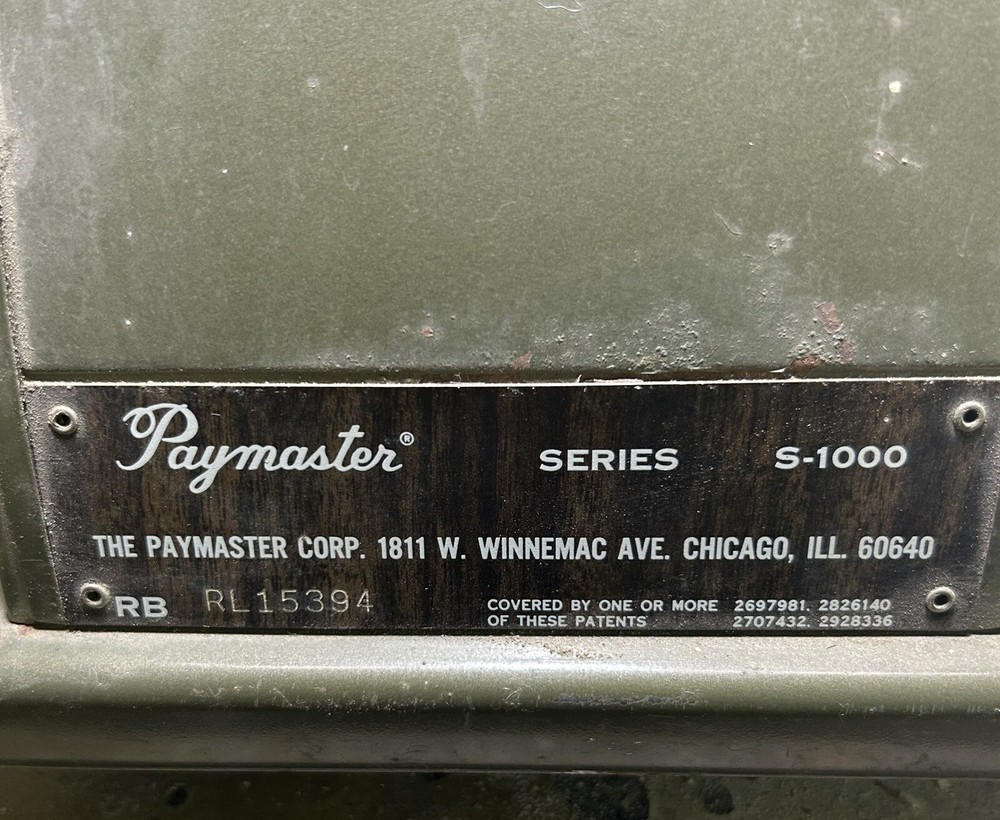 Paymaster® SERIES S-1000
THE PAYMASTER CORP. 1811 W. WINNEMAC AVE. CHICAGO, ILL. 60640
RB RL15394
COVERED BY ONE OR MORE 2697981. 2826140
OF THESE PATENTS 2707432. 2928336